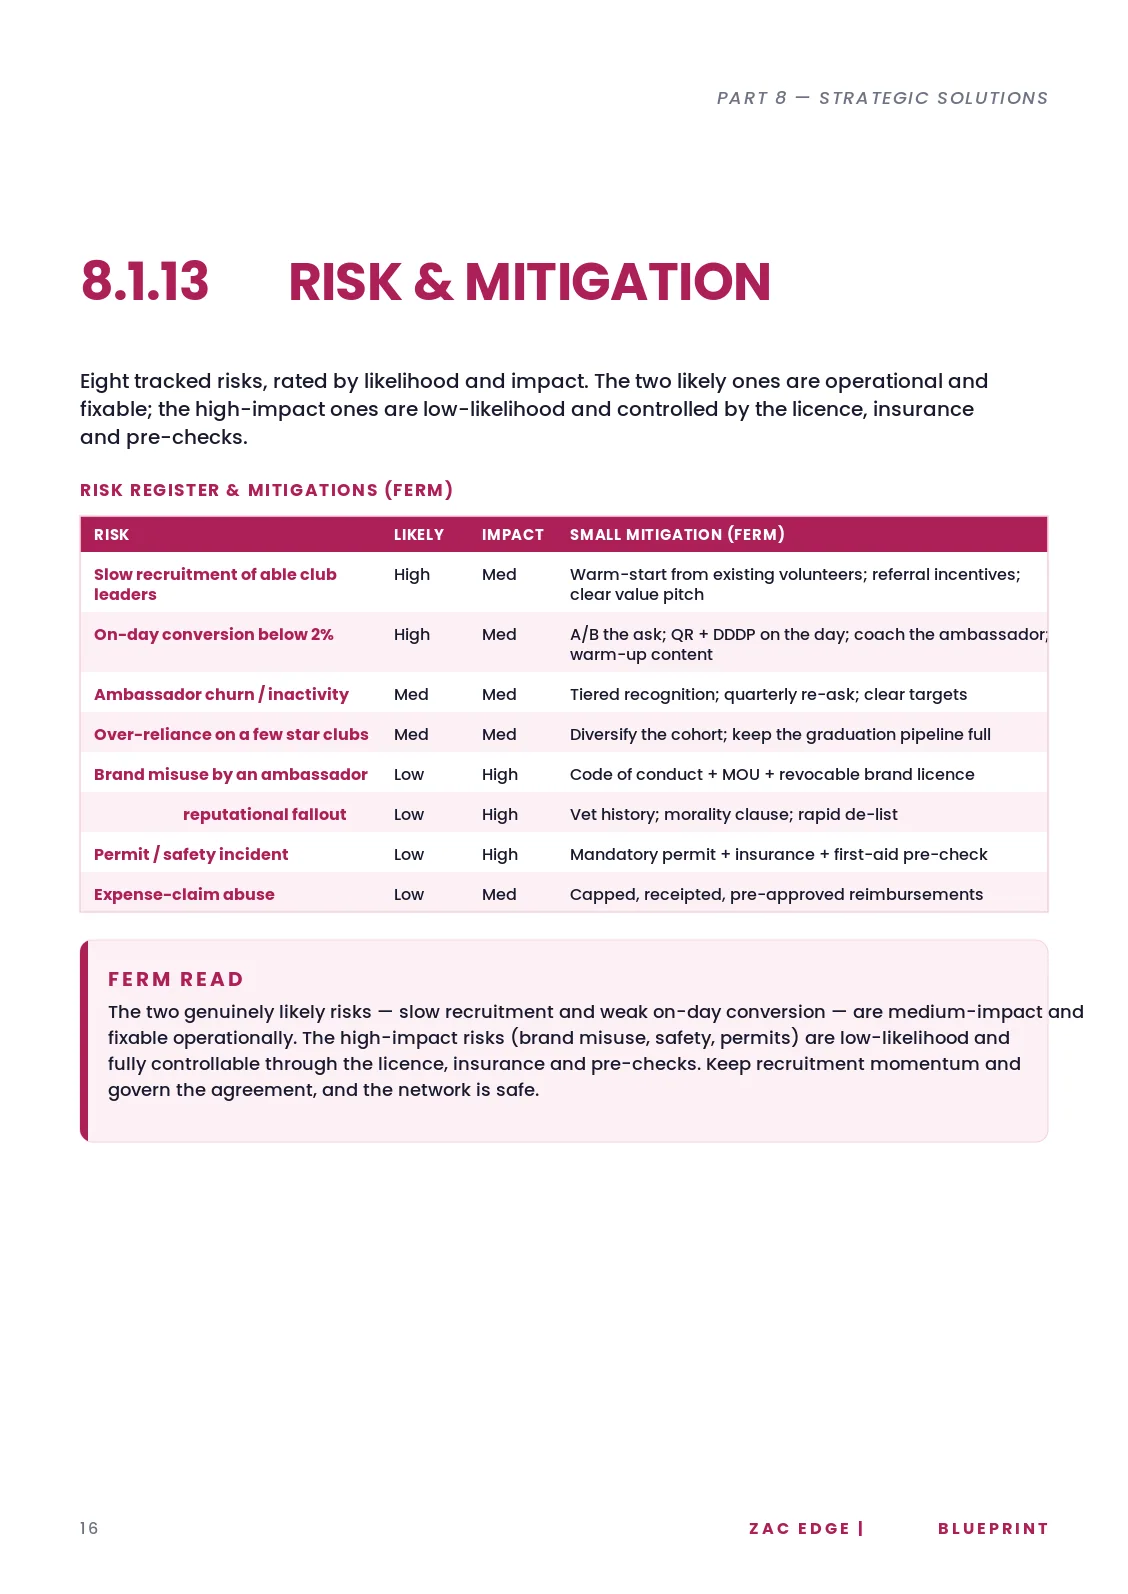 PART 8 — STRATEGIC SOLUTIONS
8.1.13 RISK & MITIGATION
Eight tracked risks, rated by likelihood and impact. The two likely ones are operational and
fixable; the high-impact ones are low-likelihood and controlled by the licence, insurance
and pre-checks.
RISK REGISTER & MITIGATIONS (FERM)
RISK LIKELY IMPACT SMALL MITIGATION (FERM)
Slow recruitment of able club
leaders
High Med Warm-start from existing volunteers; referral incentives;
clear value pitch
On-day conversion below 2% High Med A/B the ask; QR + DDDP on the day; coach the ambassador;
warm-up content
Ambassador churn / inactivity Med Med Tiered recognition; quarterly re-ask; clear targets
Over-reliance on a few star clubs Med Med Diversify the cohort; keep the graduation pipeline full
Brand misuse by an ambassador Low High Code of conduct + MOU + revocable brand licence
reputational fallout Low High Vet history; morality clause; rapid de-list
Permit / safety incident Low High Mandatory permit + insurance + first-aid pre-check
Expense-claim abuse Low Med Capped, receipted, pre-approved reimbursements
FERM READ
The two genuinely likely risks — slow recruitment and weak on-day conversion — are medium-impact and
fixable operationally. The high-impact risks (brand misuse, safety, permits) are low-likelihood and
fully controllable through the licence, insurance and pre-checks. Keep recruitment momentum and
govern the agreement, and the network is safe.
16 ZAC EDGE | BLUEPRINT